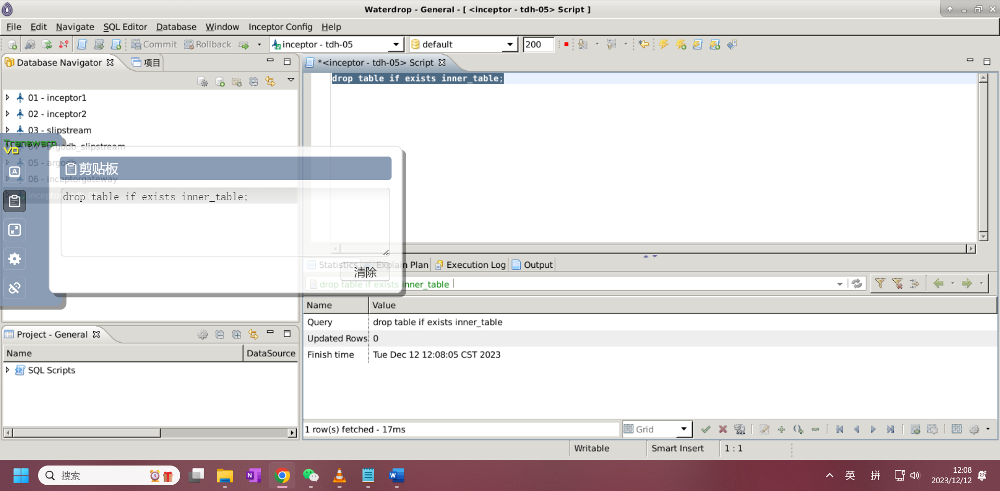 Waterdrop - General - [ <inceptor - tdh-05> Script ]
File Edit Navigate SQL Editor Database Window Inceptor Config Help
Commit Rollback inceptor - tdh-05 default 200
Database Navigator 项目
*<inceptor - tdh-05> Script
drop table if exists inner_table;
01 - inceptor1
02 - inceptor2
03 - slipstream
04 - argodb_slipstream
05 - argodb
06 - inceptorgateway
inceptor - tdh-05
Transwarp
VD
剪贴板
drop table if exists inner_table;
清除
Statistics Explain Plan Execution Log Output
drop table if exists inner_table
Name Value
Query drop table if exists inner_table
Updated Rows 0
Finish time Tue Dec 12 12:08:05 CST 2023
Project - General
Name DataSource
SQL Scripts
1 row(s) fetched - 17ms
Grid
Writable Smart Insert 1 : 1
搜索
英 拼
12:08
2023/12/12